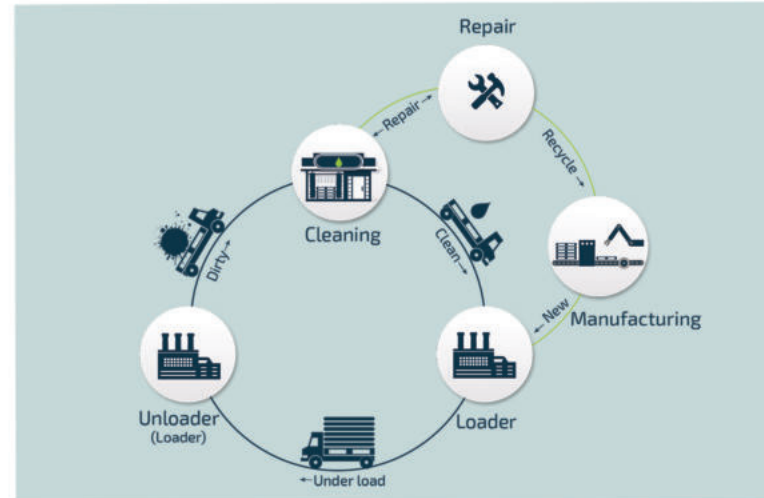 Repair
← Repair →
Recycle →
Cleaning
Dirty →
Clean →
← New
Manufacturing
Unloader
(Loader)
Loader
← Under load